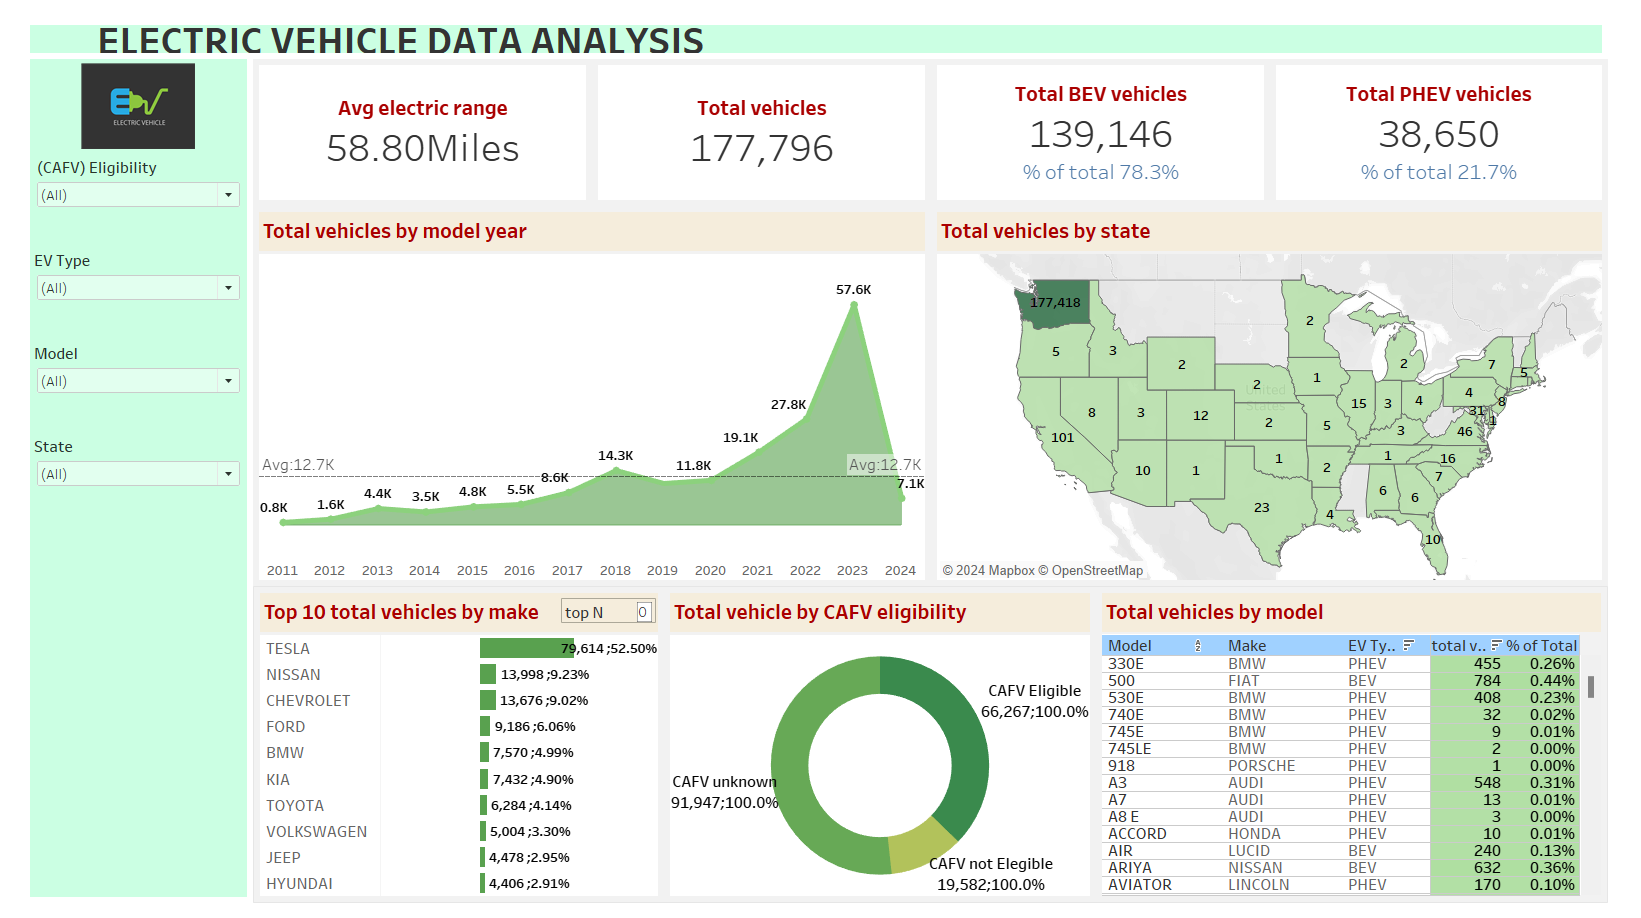 ELECTRIC VEHICLE DATA ANALYSIS
ELECTRIC VEHICLE
(CAFV) Eligibility
(All)
EV Type
(All)
Model
(All)
State
(All)
Avg electric range
58.80Miles
Total vehicles
177,796
Total BEV vehicles
139,146
% of total 78.3%
Total PHEV vehicles
38,650
% of total 21.7%
Total vehicles by model year
57.6K
27.8K
19.1K
14.3K
11.8K
Avg:12.7K
Avg:12.7K
8.6K
7.1K
4.4K
3.5K
4.8K
5.5K
0.8K
1.6K
2011 2012 2013 2014 2015 2016 2017 2018 2019 2020 2021 2022 2023 2024
Total vehicles by state
177,418
2
5
3
2
2
7
5
2
1
United States
8
3
12
2
15
3
4
4
8
31
1
101
5
3
46
10
1
1
2
1
16
7
6
6
23
4
10
© 2024 Mapbox © OpenStreetMap
Top 10 total vehicles by make
top N 0
TESLA 79,614 ;52.50%
NISSAN 13,998 ;9.23%
CHEVROLET 13,676 ;9.02%
FORD 9,186 ;6.06%
BMW 7,570 ;4.99%
KIA 7,432 ;4.90%
TOYOTA 6,284 ;4.14%
VOLKSWAGEN 5,004 ;3.30%
JEEP 4,478 ;2.95%
HYUNDAI 4,406 ;2.91%
Total vehicle by CAFV eligibility
CAFV Eligible
66,267;100.0%
CAFV unknown
91,947;100.0%
CAFV not Elegible
19,582;100.0%
Total vehicles by model
Model Make EV Ty.. total v.. % of Total
330E BMW PHEV 455 0.26%
500 FIAT BEV 784 0.44%
530E BMW PHEV 408 0.23%
740E BMW PHEV 32 0.02%
745E BMW PHEV 9 0.01%
745LE BMW PHEV 2 0.00%
918 PORSCHE PHEV 1 0.00%
A3 AUDI PHEV 548 0.31%
A7 AUDI PHEV 13 0.01%
A8 E AUDI PHEV 3 0.00%
ACCORD HONDA PHEV 10 0.01%
AIR LUCID BEV 240 0.13%
ARIYA NISSAN BEV 632 0.36%
AVIATOR LINCOLN PHEV 170 0.10%